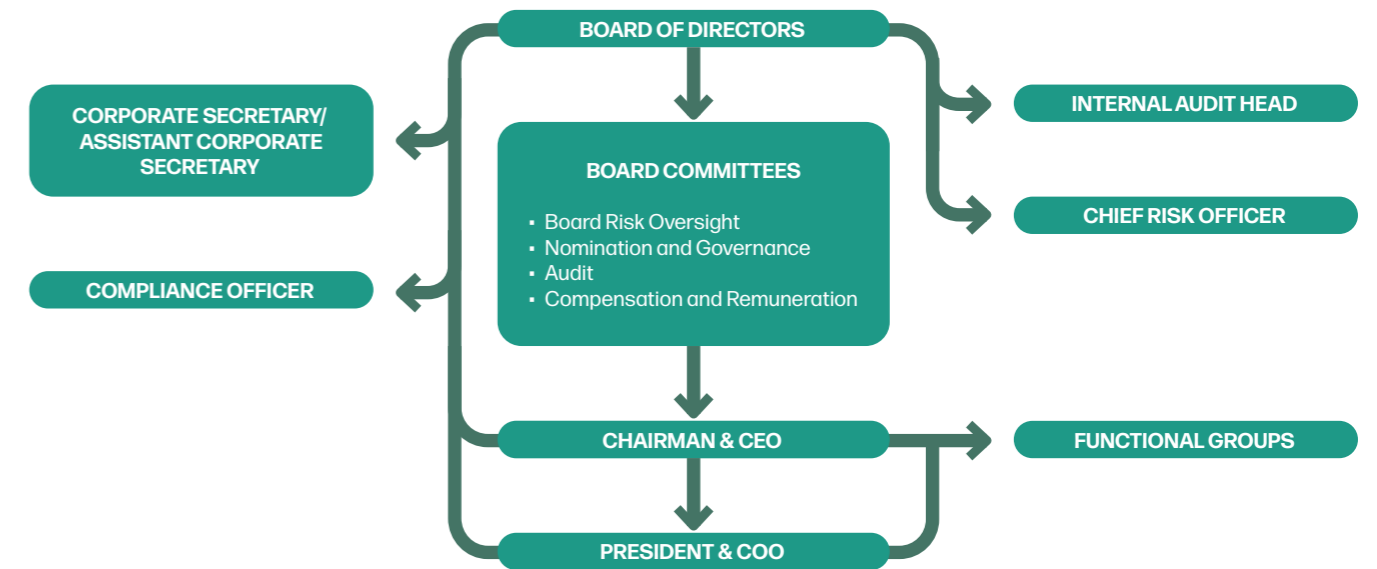 BOARD OF DIRECTORS
CORPORATE SECRETARY/
ASSISTANT CORPORATE
SECRETARY
INTERNAL AUDIT HEAD
BOARD COMMITTEES
▪ Board Risk Oversight
▪ Nomination and Governance
▪ Audit
▪ Compensation and Remuneration
CHIEF RISK OFFICER
COMPLIANCE OFFICER
CHAIRMAN & CEO
FUNCTIONAL GROUPS
PRESIDENT & COO